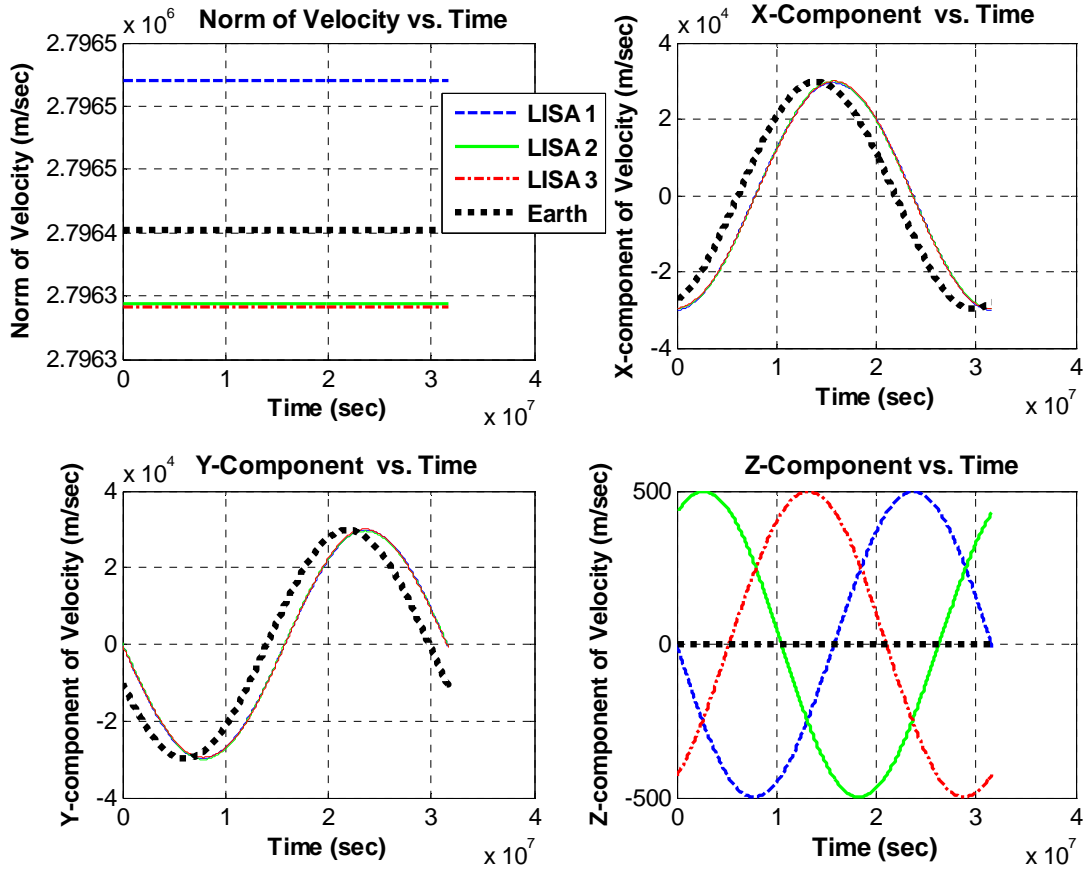 Norm of Velocity vs. Time
x 10^6
2.7965
2.7965
2.7965
2.7964
2.7963
2.7963
Norm of Velocity (m/sec)
0 1 2 3 4
Time (sec)
x 10^7
LISA 1
LISA 2
LISA 3
Earth
X-Component vs. Time
x 10^4
4
2
0
-2
-4
X-component of Velocity (m/sec)
0 1 2 3 4
Time (sec)
x 10^7
Y-Component vs. Time
x 10^4
4
2
0
-2
-4
Y-component of Velocity (m/sec)
0 1 2 3 4
Time (sec)
x 10^7
Z-Component vs. Time
500
0
-500
Z-component of Velocity (m/sec)
0 1 2 3 4
Time (sec)
x 10^7